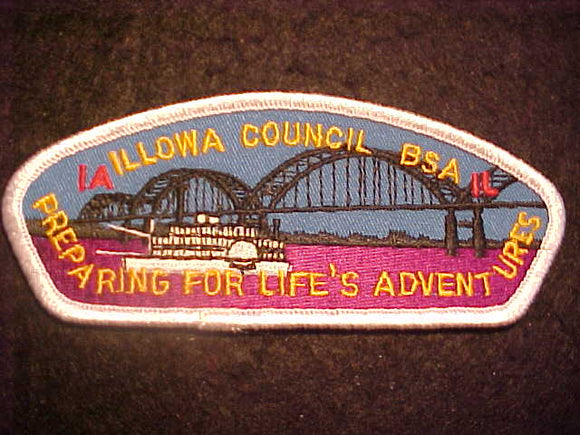 ILLOWA COUNCIL BSA
IA
IL
PREPARING FOR LIFE'S ADVENTURES